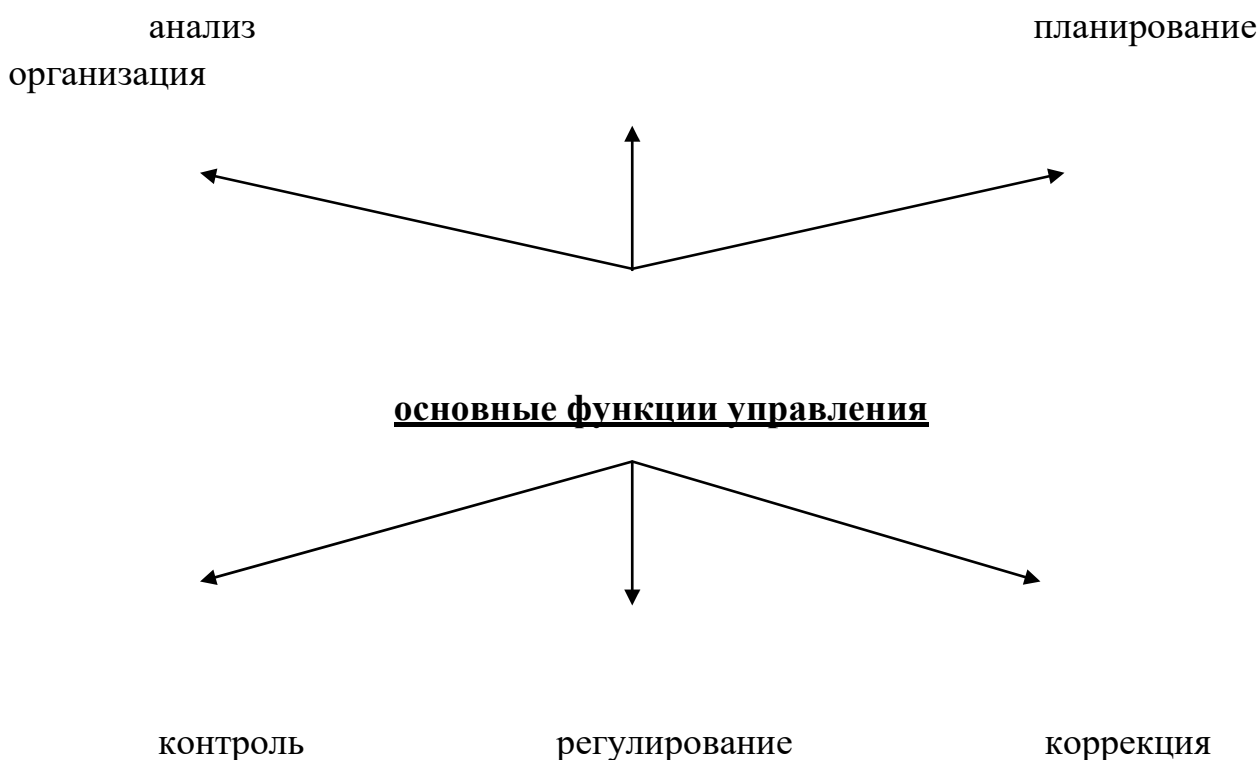 анализ планирование
организация
основные функции управления
контроль регулирование коррекция